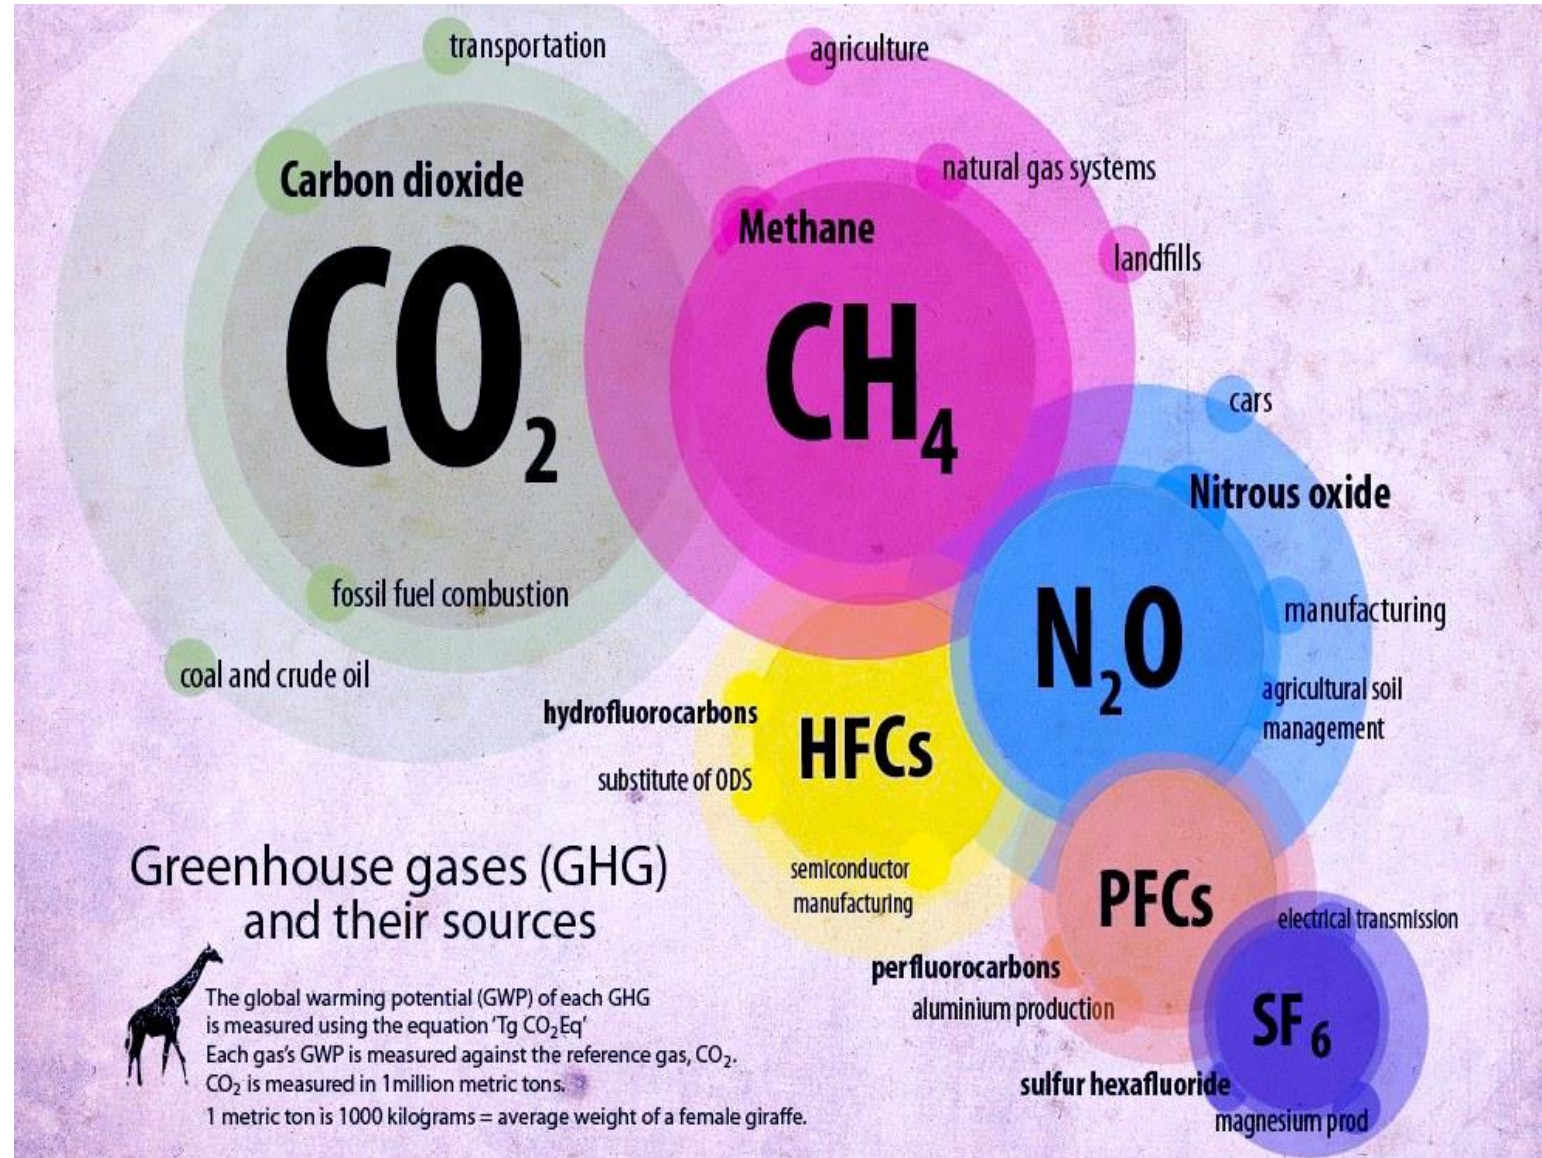 transportation
Carbon dioxide
CO₂
fossil fuel combustion
coal and crude oil
agriculture
natural gas systems
Methane
landfills
CH₄
cars
Nitrous oxide
N₂O
manufacturing
agricultural soil
management
hydrofluorocarbons
HFCs
substitute of ODS
semiconductor
manufacturing
PFCs
perfluorocarbons
aluminium production
electrical transmission
SF₆
sulfur hexafluoride
magnesium prod
Greenhouse gases (GHG)
and their sources
The global warming potential (GWP) of each GHG
is measured using the equation 'Tg CO₂Eq'
Each gas's GWP is measured against the reference gas, CO₂.
CO₂ is measured in 1million metric tons.
1 metric ton is 1000 kilograms = average weight of a female giraffe.